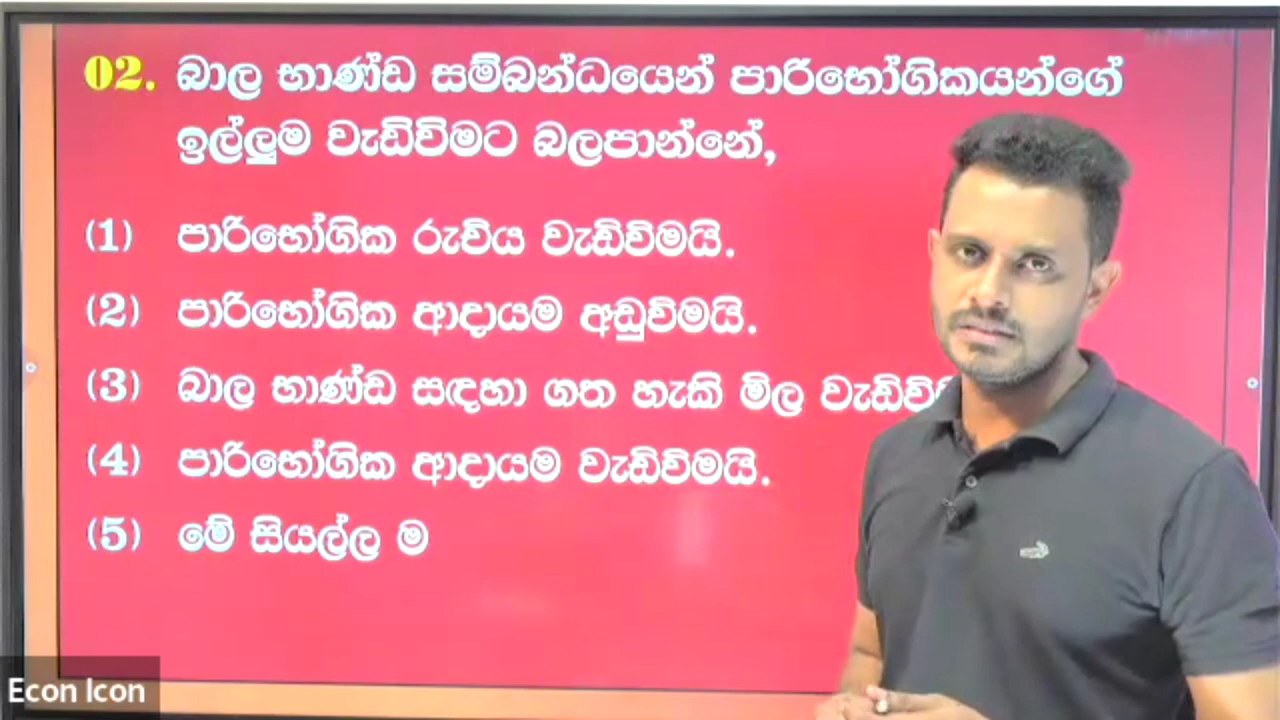 02. බාල භාණ්ඩ සම්බන්ධයෙන් පාරිභෝගිකයන්ගේ
ඉල්ලුම වැඩිවිමට බලපාන්නේ,
(1) පාරිභෝගික රුචිය වැඩිවිමයි.
(2) පාරිභෝගික ආදායම අඩුවිමයි.
(3) බාල භාණ්ඩ සඳහා ගත හැකි මිල
(4) පාරිභෝගික ආදායම වැඩිවිමයි.
(5) මේ සියල්ල ම
Econ Icon